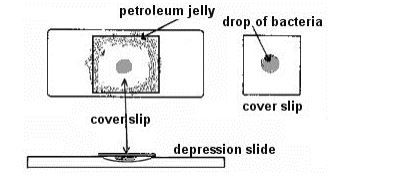 petroleum jelly
drop of bacteria
cover slip
cover slip
depression slide